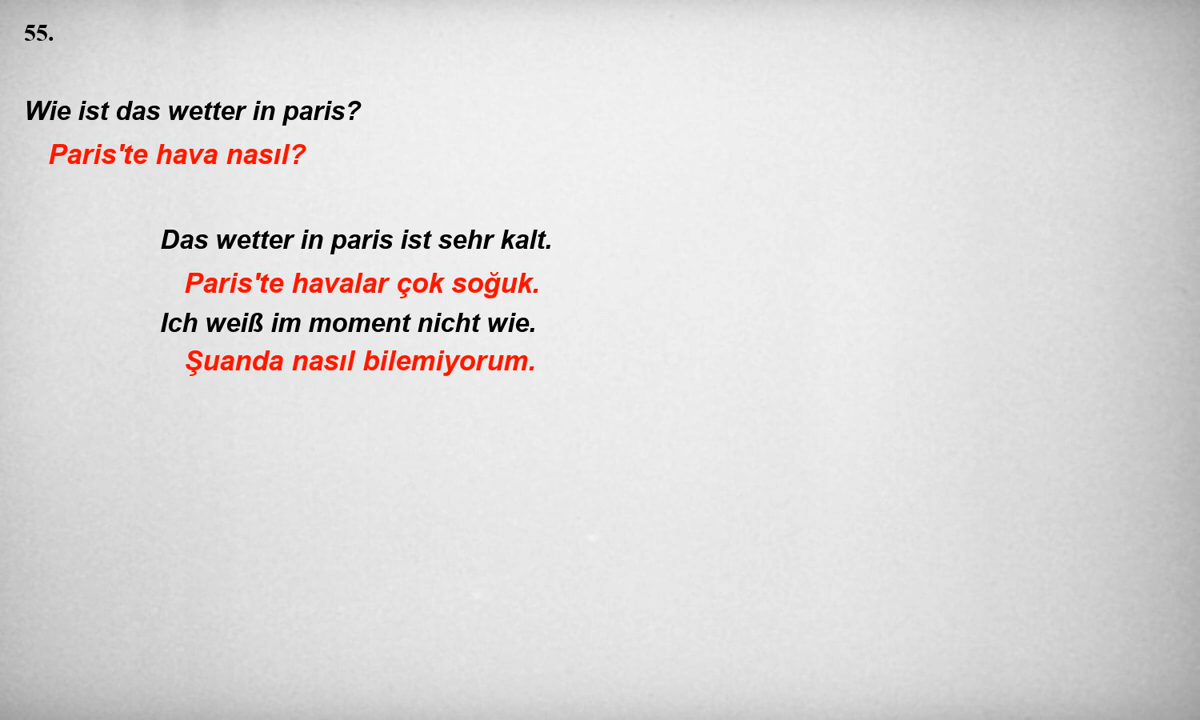 55.
Wie ist das wetter in paris?
Paris'te hava nasıl?
Das wetter in paris ist sehr kalt.
Paris'te havalar çok soğuk.
Ich weiß im moment nicht wie.
Şuanda nasıl bilemiyorum.